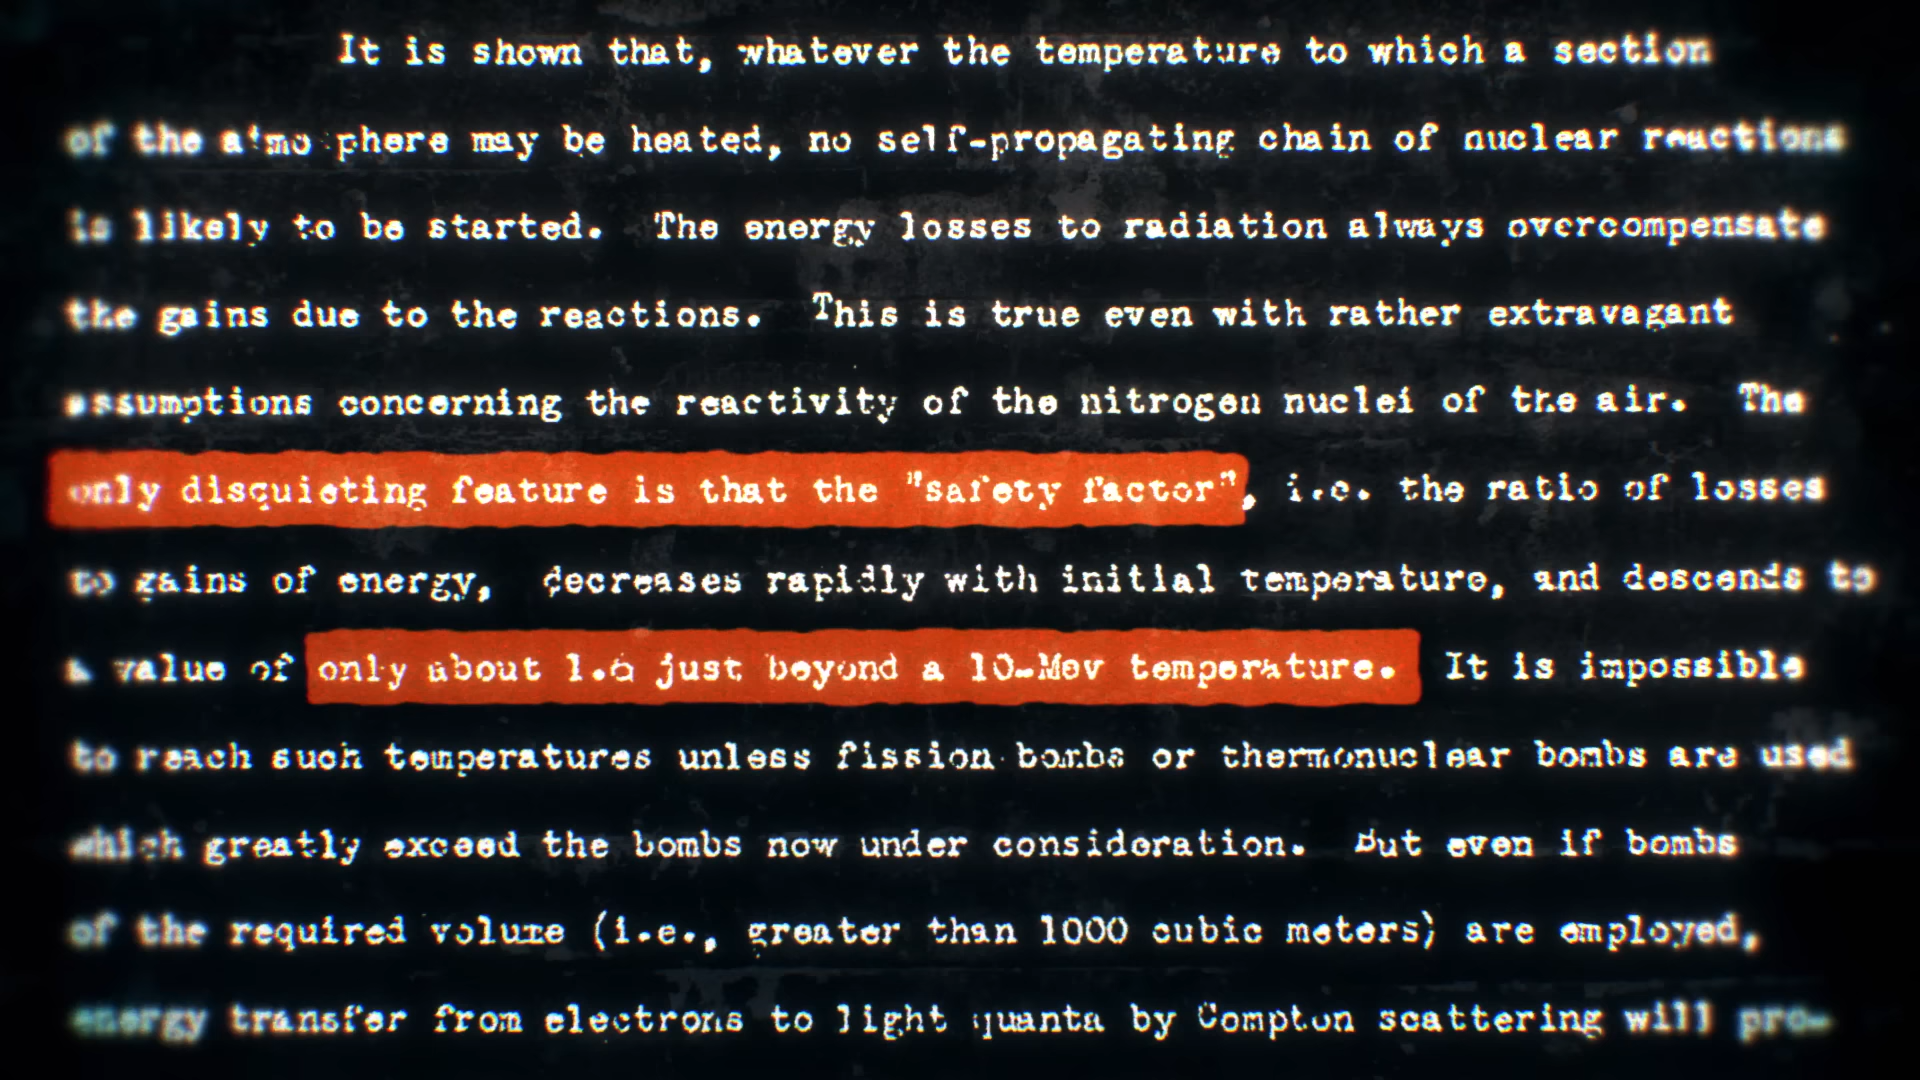 It is shown that, whatever the temperature to which a section
of the atmosphere may be heated, no self-propagating chain of nuclear reactions
is likely to be started. The energy losses to radiation always overcompensate
the gains due to the reactions. This is true even with rather extravagant
assumptions concerning the reactivity of the nitrogen nuclei of the air. The
only disquieting feature is that the "safety factor", i.e. the ratio of losses
to gains of energy, decreases rapidly with initial temperature, and descends to
a value of only about 1.6 just beyond a 10-Mev temperature. It is impossible
to reach such temperatures unless fission bombs or thermonuclear bombs are used
which greatly exceed the bombs now under consideration. But even if bombs
of the required volume (i.e., greater than 1000 cubic meters) are employed,
energy transfer from electrons to light quanta by Compton scattering will pro-